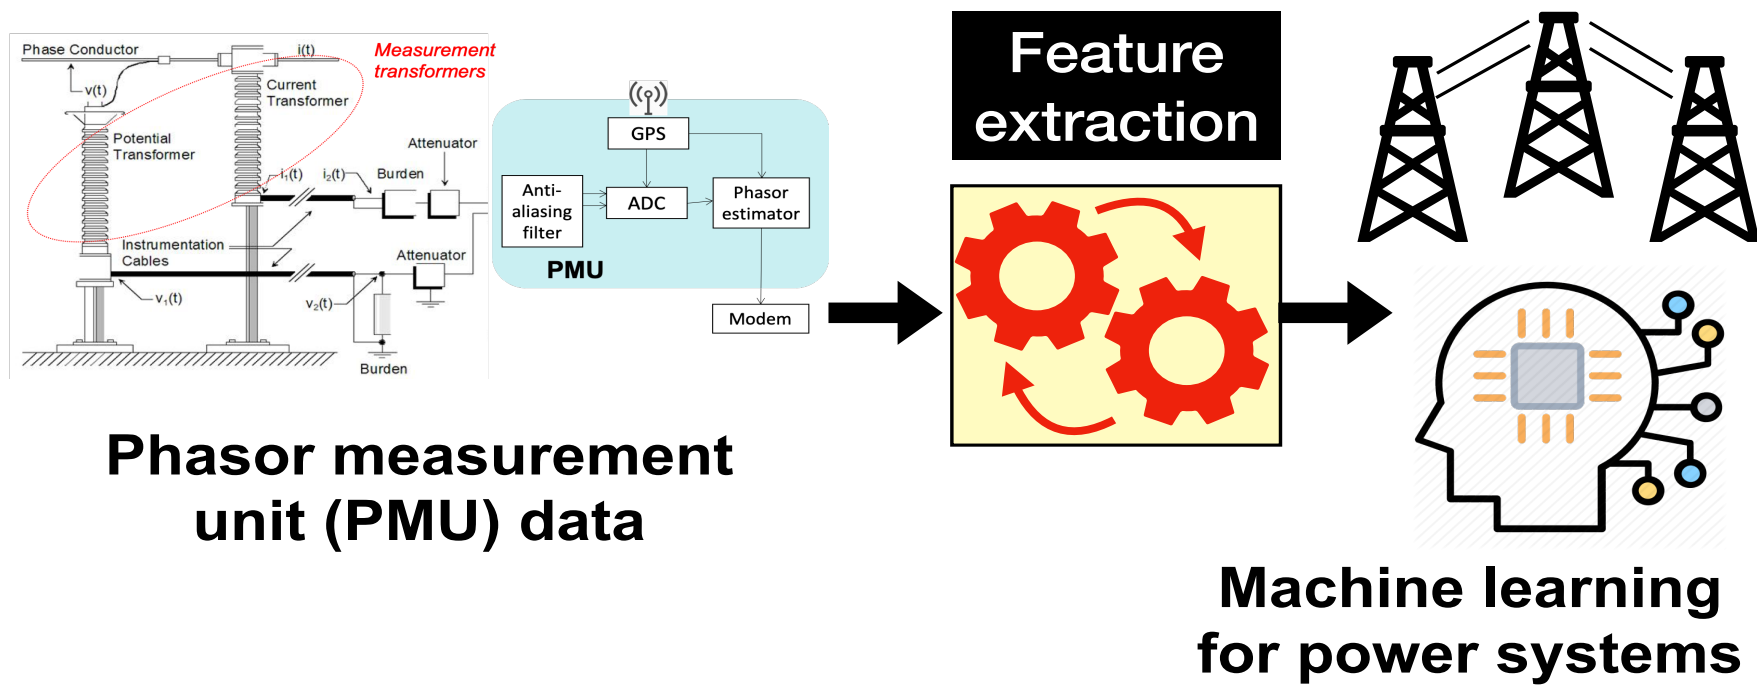 Phase Conductor
i(t)
Measurement
transformers
v(t)
Current
Transformer
Potential
Transformer
Attenuator
i1(t)
i2(t)
Burden
Instrumentation
Cables
Attenuator
v1(t)
v2(t)
Burden
GPS
Anti-
aliasing
filter
ADC
Phasor
estimator
PMU
Modem
Phasor measurement
unit (PMU) data
Feature
extraction
Machine learning
for power systems